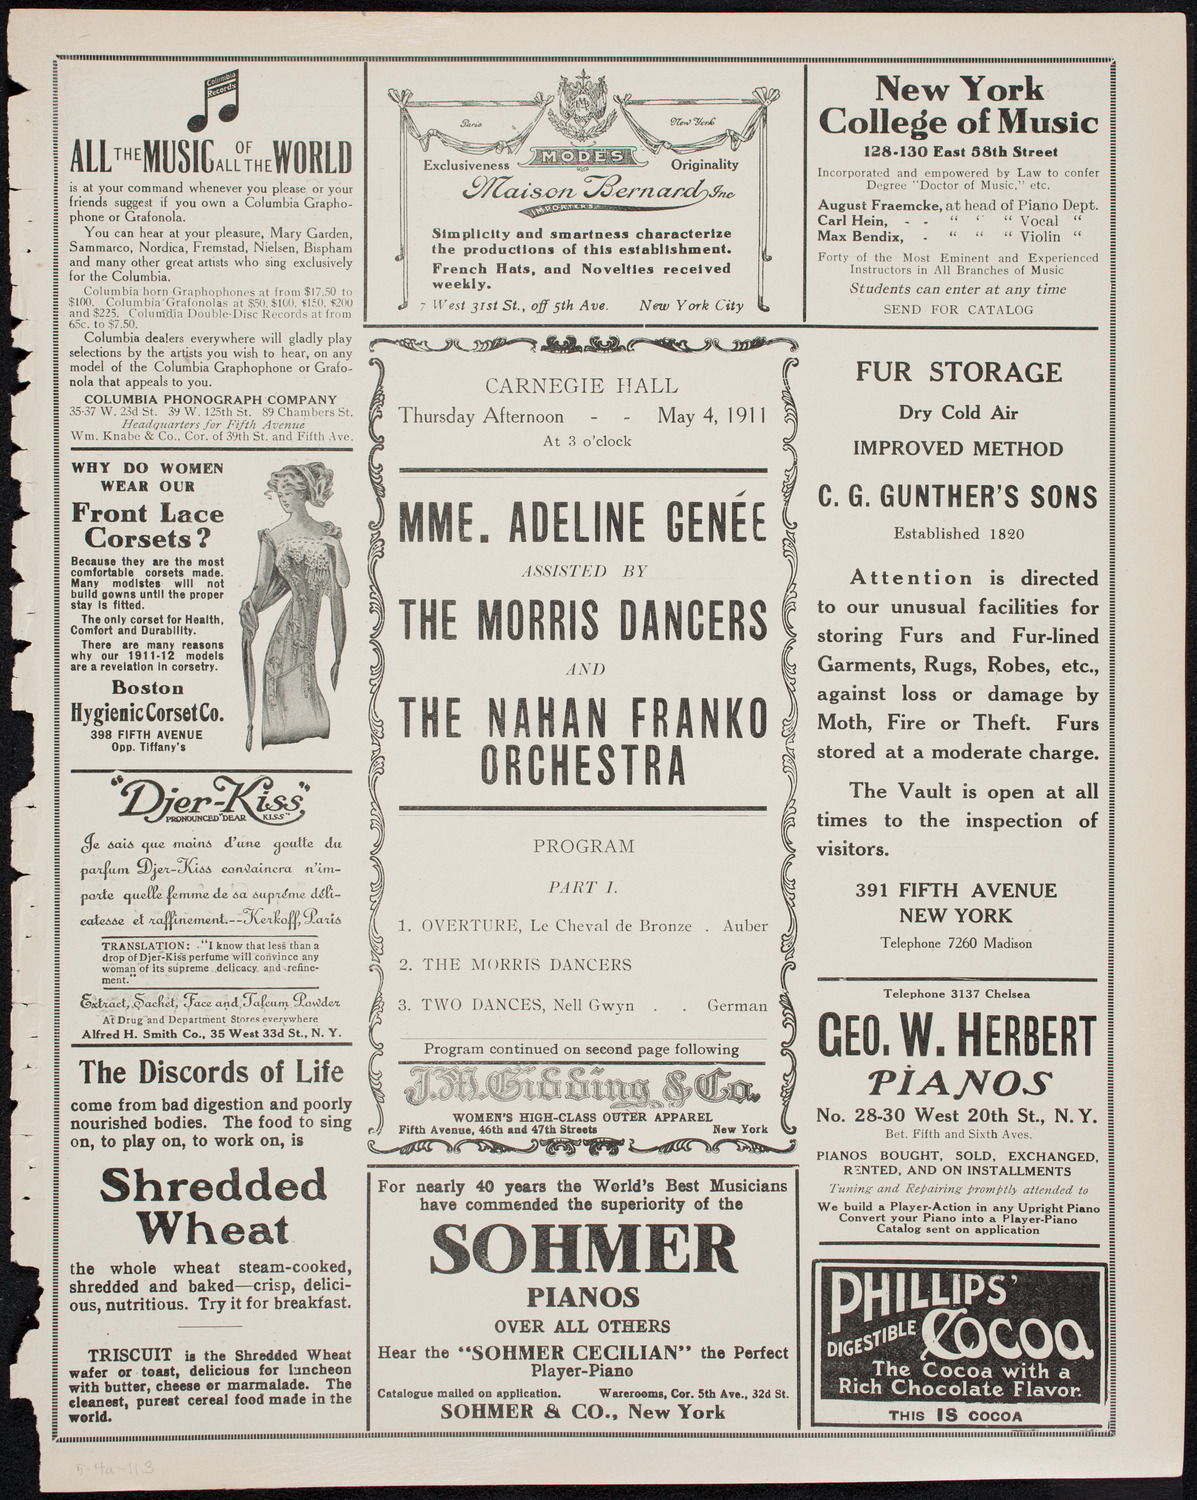 Columbia
Records
ALL THE MUSIC OF ALL THE WORLD
is at your command whenever you please or your
friends suggest if you own a Columbia Grapho-
phone or Grafonola.
You can hear at your pleasure, Mary Garden,
Sammarco, Nordica, Fremstad, Nielsen, Bispham
and many other great artists who sing exclusively
for the Columbia.
Columbia horn Graphophones at from $17.50 to
$100. Columbia Grafonolas at $50, $100, $150, $200
and $225. Columbia Double-Disc Records at from
65c. to $7.50.
Columbia dealers everywhere will gladly play
selections by the artists you wish to hear, on any
model of the Columbia Graphophone or Grafo-
nola that appeals to you.
COLUMBIA PHONOGRAPH COMPANY
35-37 W. 23d St. 39 W. 125th St. 89 Chambers St.
Headquarters for Fifth Avenue
Wm. Knabe & Co., Cor. of 39th St. and Fifth Ave.
WHY DO WOMEN
WEAR OUR
Front Lace
Corsets?
Because they are the most
comfortable corsets made.
Many modistes will not
build gowns until the proper
stay is fitted.
The only corset for Health,
Comfort and Durability.
There are many reasons
why our 1911-12 models
are a revelation in corsetry.
Boston
Hygienic Corset Co.
398 FIFTH AVENUE
Opp. Tiffany's
"Djer-Kiss"
PRONOUNCED "DEAR KISS"
Je sais que moins d'une goutte du
parfum Djer-Kiss convaincra n'im-
porte quelle femme de sa suprême déli-
catesse et raffinement.--Kerkoff, Paris
TRANSLATION: -"I know that less than a
drop of Djer-Kiss perfume will convince any
woman of its supreme delicacy and refine-
ment."
Extract, Sachet, Face and Talcum Powder
At Drug and Department Stores everywhere
Alfred H. Smith Co., 35 West 33d St., N. Y.
The Discords of Life
come from bad digestion and poorly
nourished bodies. The food to sing
on, to play on, to work on, is
Shredded
Wheat
the whole wheat steam-cooked,
shredded and baked—crisp, delici-
ous, nutritious. Try it for breakfast.
TRISCUIT is the Shredded Wheat
wafer or toast, delicious for luncheon
with butter, cheese or marmalade. The
cleanest, purest cereal food made in the
world.
Paris
New York
Exclusiveness MODES Originality
Maison Bernard Inc
IMPORTERS
Simplicity and smartness characterize
the productions of this establishment.
French Hats, and Novelties received
weekly.
7 West 31st St., off 5th Ave. New York City
CARNEGIE HALL
Thursday Afternoon - - May 4, 1911
At 3 o'clock
MME. ADELINE GENÉE
ASSISTED BY
THE MORRIS DANCERS
AND
THE NAHAN FRANKO
ORCHESTRA
PROGRAM
PART I.
1. OVERTURE, Le Cheval de Bronze . Auber
2. THE MORRIS DANCERS
3. TWO DANCES, Nell Gwyn . . German
Program continued on second page following
J.M. Gidding & Co.
WOMEN'S HIGH-CLASS OUTER APPAREL
Fifth Avenue, 46th and 47th Streets New York
For nearly 40 years the World's Best Musicians
have commended the superiority of the
SOHMER
PIANOS
OVER ALL OTHERS
Hear the "SOHMER CECILIAN" the Perfect
Player-Piano
Catalogue mailed on application. Warerooms, Cor. 5th Ave., 32d St.
SOHMER & CO., New York
New York
College of Music
128-130 East 58th Street
Incorporated and empowered by Law to confer
Degree "Doctor of Music," etc.
August Fraemcke, at head of Piano Dept.
Carl Hein, - - " " " Vocal "
Max Bendix, - " " " Violin "
Forty of the Most Eminent and Experienced
Instructors in All Branches of Music
Students can enter at any time
SEND FOR CATALOG
FUR STORAGE
Dry Cold Air
IMPROVED METHOD
C. G. GUNTHER'S SONS
Established 1820
Attention is directed
to our unusual facilities for
storing Furs and Fur-lined
Garments, Rugs, Robes, etc.,
against loss or damage by
Moth, Fire or Theft. Furs
stored at a moderate charge.
The Vault is open at all
times to the inspection of
visitors.
391 FIFTH AVENUE
NEW YORK
Telephone 7260 Madison
Telephone 3137 Chelsea
GEO. W. HERBERT
PIANOS
No. 28-30 West 20th St., N. Y.
Bet. Fifth and Sixth Aves.
PIANOS BOUGHT, SOLD, EXCHANGED,
RENTED, AND ON INSTALLMENTS
Tuning and Repairing promptly attended to
We build a Player-Action in any Upright Piano
Convert your Piano into a Player-Piano
Catalog sent on application
PHILLIPS'
DIGESTIBLE COCOA
The Cocoa with a
Rich Chocolate Flavor.
THIS IS COCOA
5-4a-113